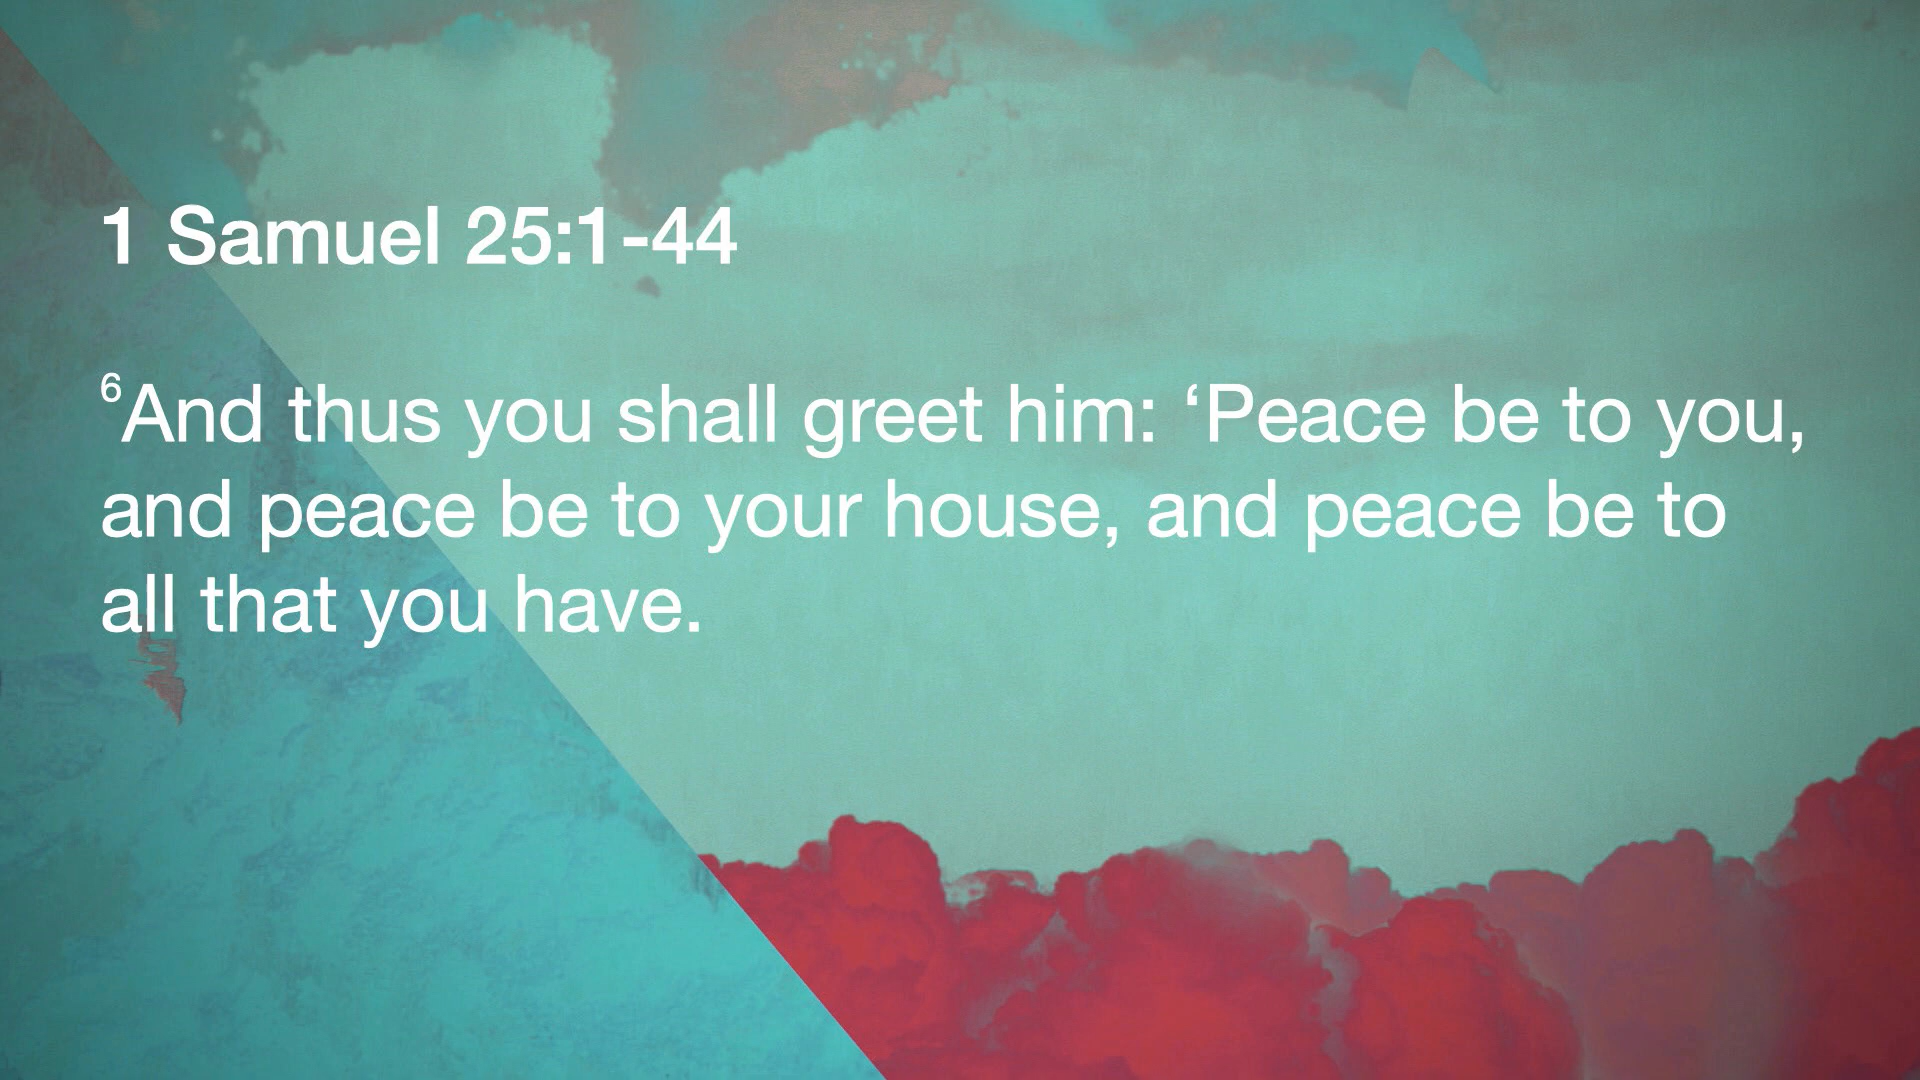 1 Samuel 25:1-44
⁶And thus you shall greet him: ‘Peace be to you,
and peace be to your house, and peace be to
all that you have.